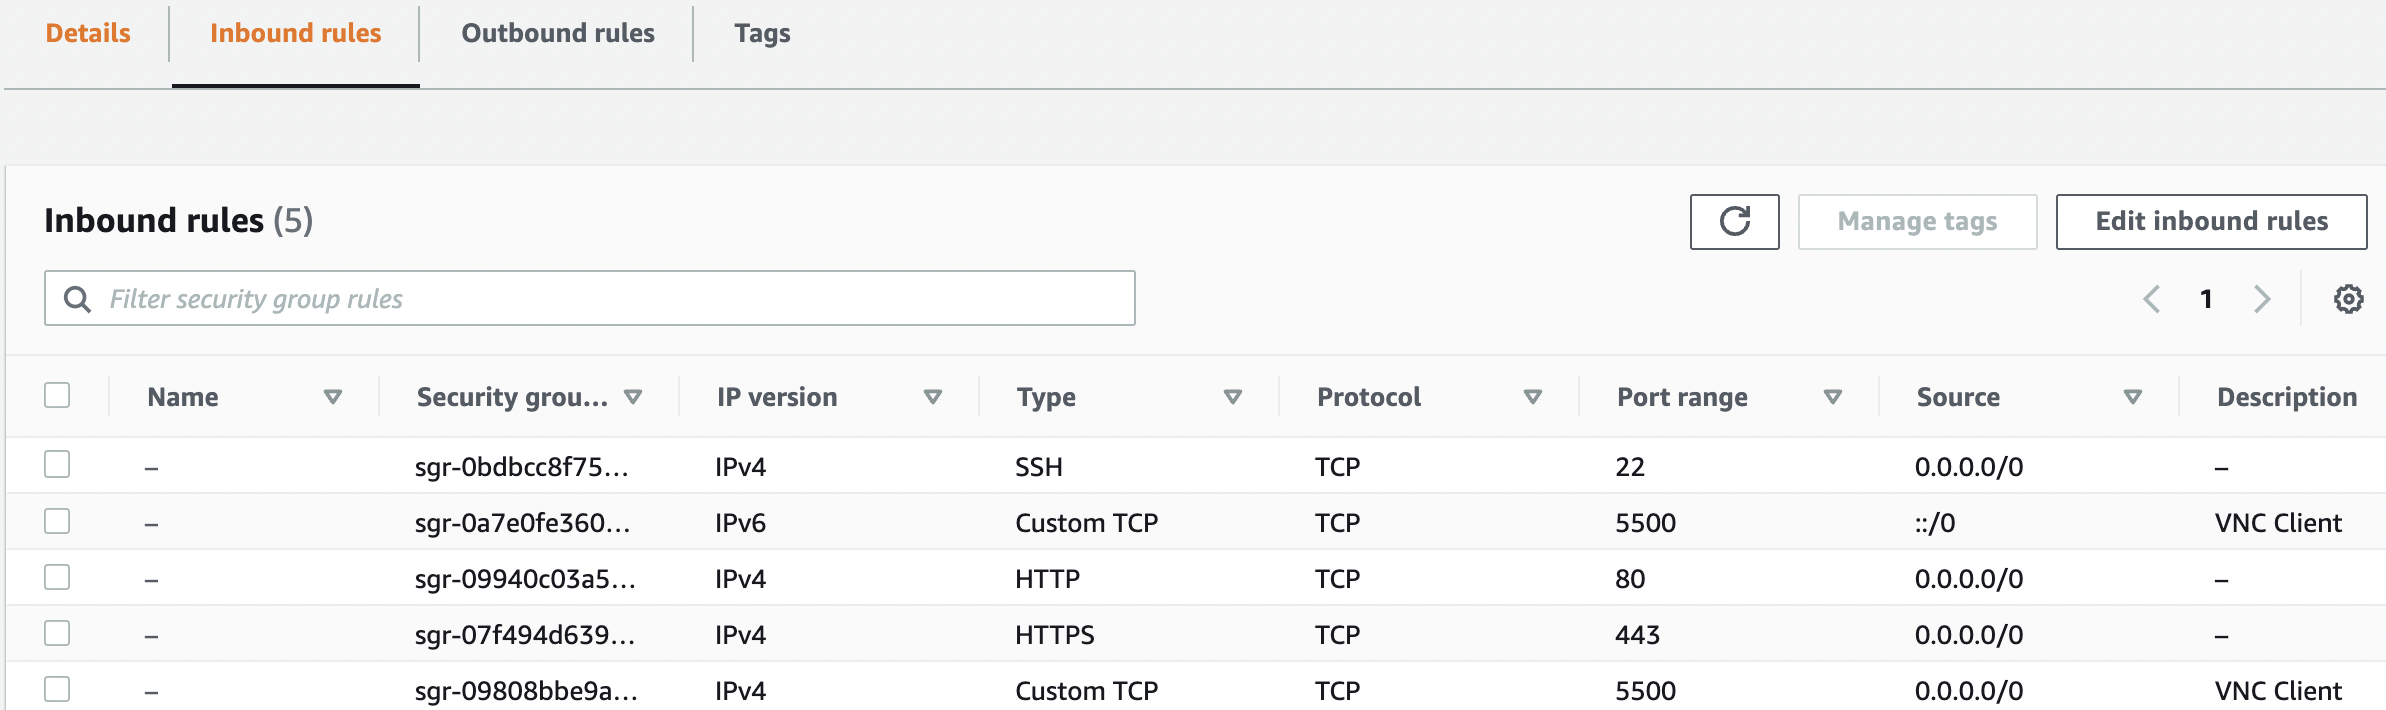 Details Inbound rules Outbound rules Tags
Inbound rules (5) Manage tags Edit inbound rules
Filter security group rules 1
Name Security grou... IP version Type Protocol Port range Source Description
– sgr-0bdbcc8f75... IPv4 SSH TCP 22 0.0.0.0/0 –
– sgr-0a7e0fe360... IPv6 Custom TCP TCP 5500 ::/0 VNC Client
– sgr-09940c03a5... IPv4 HTTP TCP 80 0.0.0.0/0 –
– sgr-07f494d639... IPv4 HTTPS TCP 443 0.0.0.0/0 –
– sgr-09808bbe9a... IPv4 Custom TCP TCP 5500 0.0.0.0/0 VNC Client